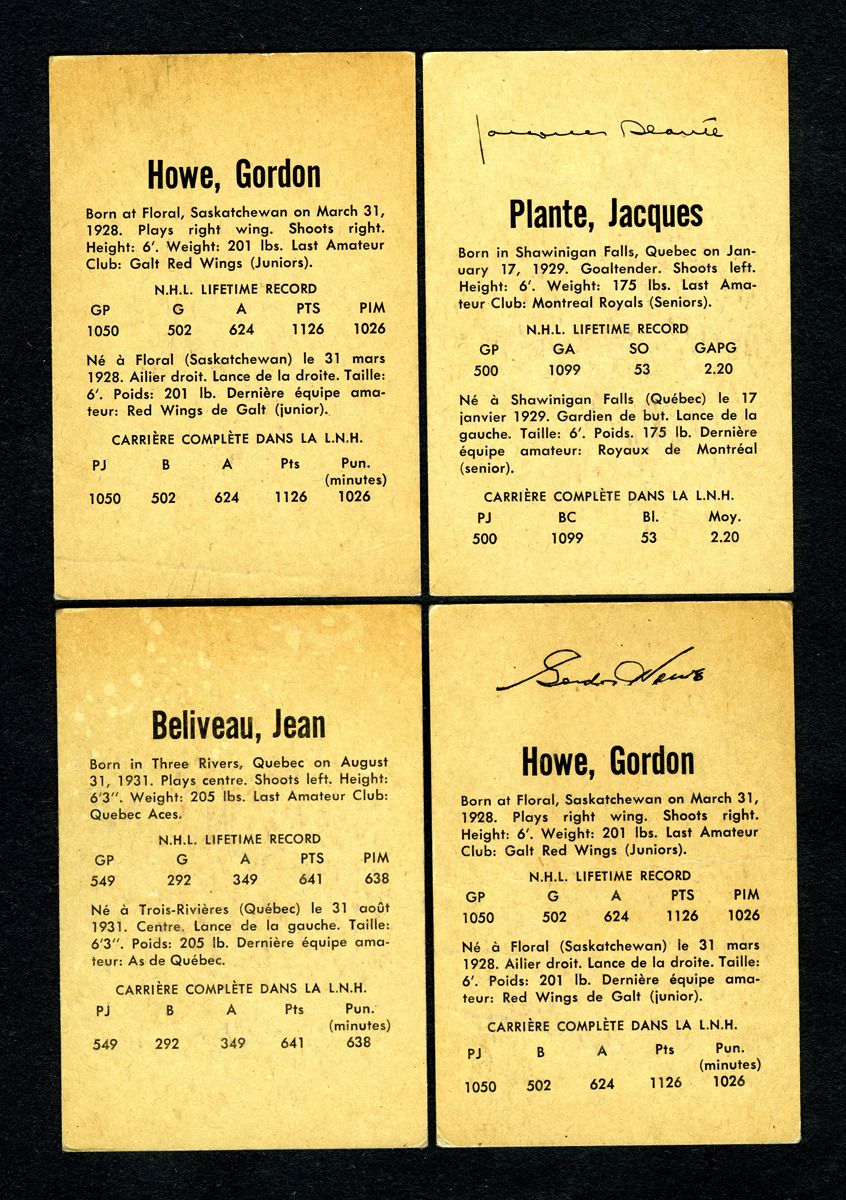 Howe, Gordon
Born at Floral, Saskatchewan on March 31,
1928. Plays right wing. Shoots right.
Height: 6'. Weight: 201 lbs. Last Amateur
Club: Galt Red Wings (Juniors).
N.H.L. LIFETIME RECORD
GP G A PTS PIM
1050 502 624 1126 1026
Né à Floral (Saskatchewan) le 31 mars
1928. Ailier droit. Lance de la droite. Taille:
6'. Poids: 201 lb. Dernière équipe ama-
teur: Red Wings de Galt (junior).
CARRIÈRE COMPLÈTE DANS LA L.N.H.
PJ B A Pts Pun.
(minutes)
1050 502 624 1126 1026
Jacques Plante
Plante, Jacques
Born in Shawinigan Falls, Quebec on Jan-
uary 17, 1929. Goaltender. Shoots left.
Height: 6'. Weight: 175 lbs. Last Ama-
teur Club: Montreal Royals (Seniors).
N.H.L. LIFETIME RECORD
GP GA SO GAPG
500 1099 53 2.20
Né à Shawinigan Falls (Québec) le 17
janvier 1929. Gardien de but. Lance de la
gauche. Taille: 6'. Poids. 175 lb. Dernière
équipe amateur: Royaux de Montréal
(senior).
CARRIÈRE COMPLÈTE DANS LA L.N.H.
PJ BC Bl. Moy.
500 1099 53 2.20
Beliveau, Jean
Born in Three Rivers, Quebec on August
31, 1931. Plays centre. Shoots left. Height:
6'3". Weight: 205 lbs. Last Amateur Club:
Quebec Aces.
N.H.L. LIFETIME RECORD
GP G A PTS PIM
549 292 349 641 638
Né à Trois-Rivières (Québec) le 31 août
1931. Centre. Lance de la gauche. Taille:
6'3". Poids: 205 lb. Dernière équipe ama-
teur: As de Québec.
CARRIÈRE COMPLÈTE DANS LA L.N.H.
PJ B A Pts Pun.
(minutes)
549 292 349 641 638
Gordon Howe
Howe, Gordon
Born at Floral, Saskatchewan on March 31,
1928. Plays right wing. Shoots right.
Height: 6'. Weight: 201 lbs. Last Amateur
Club: Galt Red Wings (Juniors).
N.H.L. LIFETIME RECORD
GP G A PTS PIM
1050 502 624 1126 1026
Né à Floral (Saskatchewan) le 31 mars
1928. Ailier droit. Lance de la droite. Taille:
6'. Poids: 201 lb. Dernière équipe ama-
teur: Red Wings de Galt (junior).
CARRIÈRE COMPLÈTE DANS LA L.N.H.
PJ B A Pts Pun.
(minutes)
1050 502 624 1126 1026